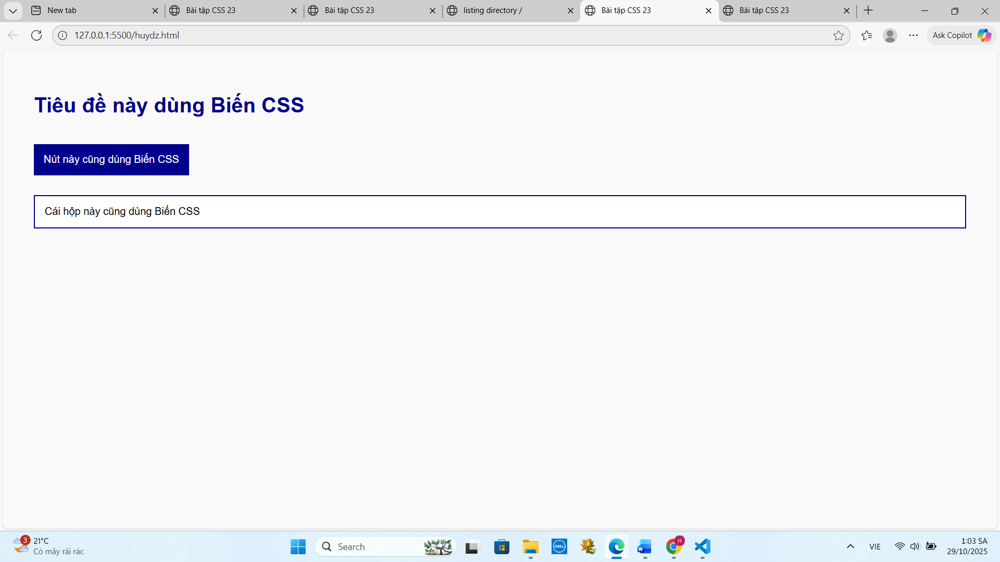 New tab
Bài tập CSS 23
Bài tập CSS 23
listing directory /
Bài tập CSS 23
Bài tập CSS 23
127.0.0.1:5500/huydz.html
Ask Copilot
Tiêu đề này dùng Biến CSS
Nút này cũng dùng Biến CSS
Cái hộp này cũng dùng Biến CSS
3
21°C
Có mây rải rác
Search
DELL
W
H
VIE
1:03 SA
29/10/2025